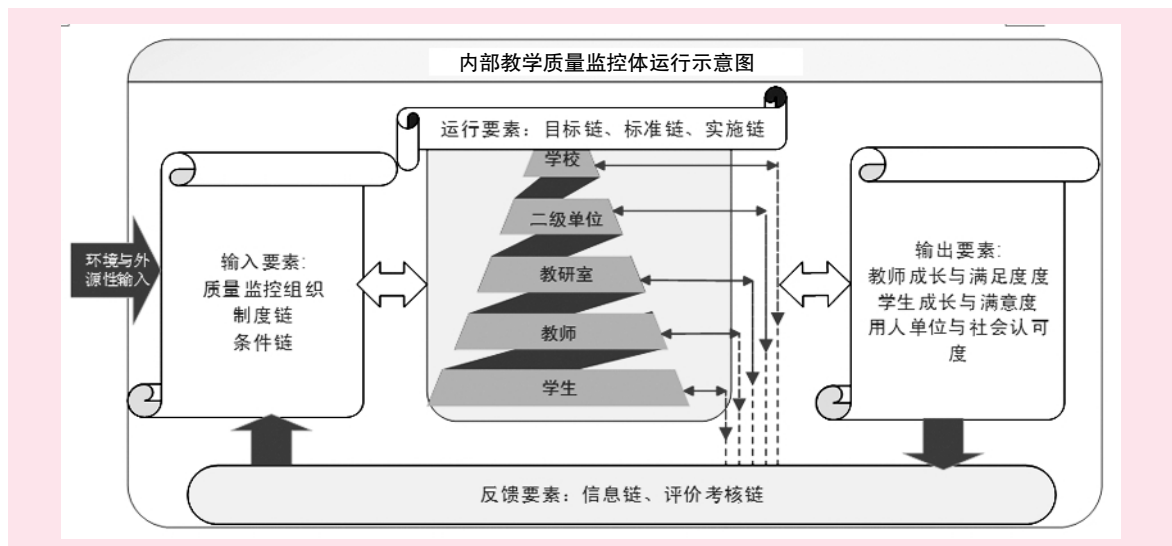 内部教学质量监控体运行示意图
运行要素：目标链、标准链、实施链
学校
二级单位
教研室
教师
学生
环境与外
源性输入
输入要素:
质量监控组织
制度链
条件链
输出要素:
教师成长与满足度度
学生成长与满意度
用人单位与社会认可
度
反馈要素：信息链、评价考核链